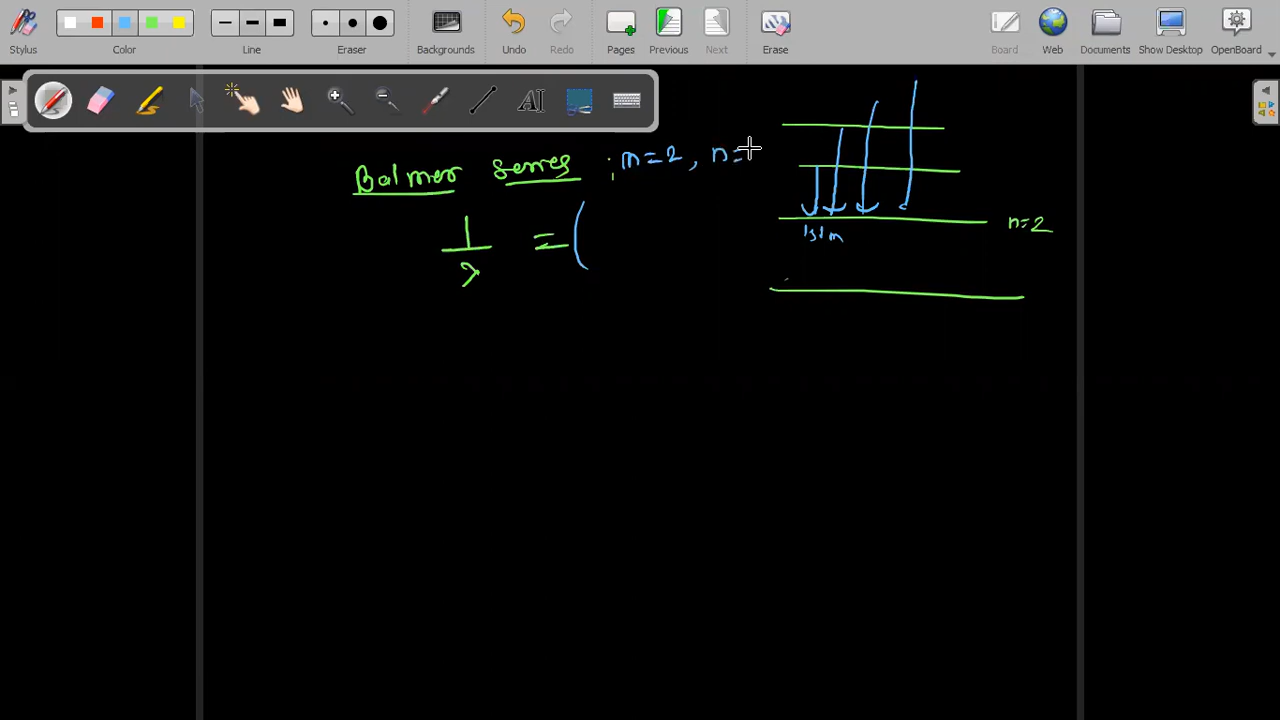 Stylus Color Line Eraser Backgrounds Undo Redo Pages Previous Next Erase Board Web Documents Show Desktop OpenBoard
Balmer series ; m=2, n=
1/λ = (
n=2